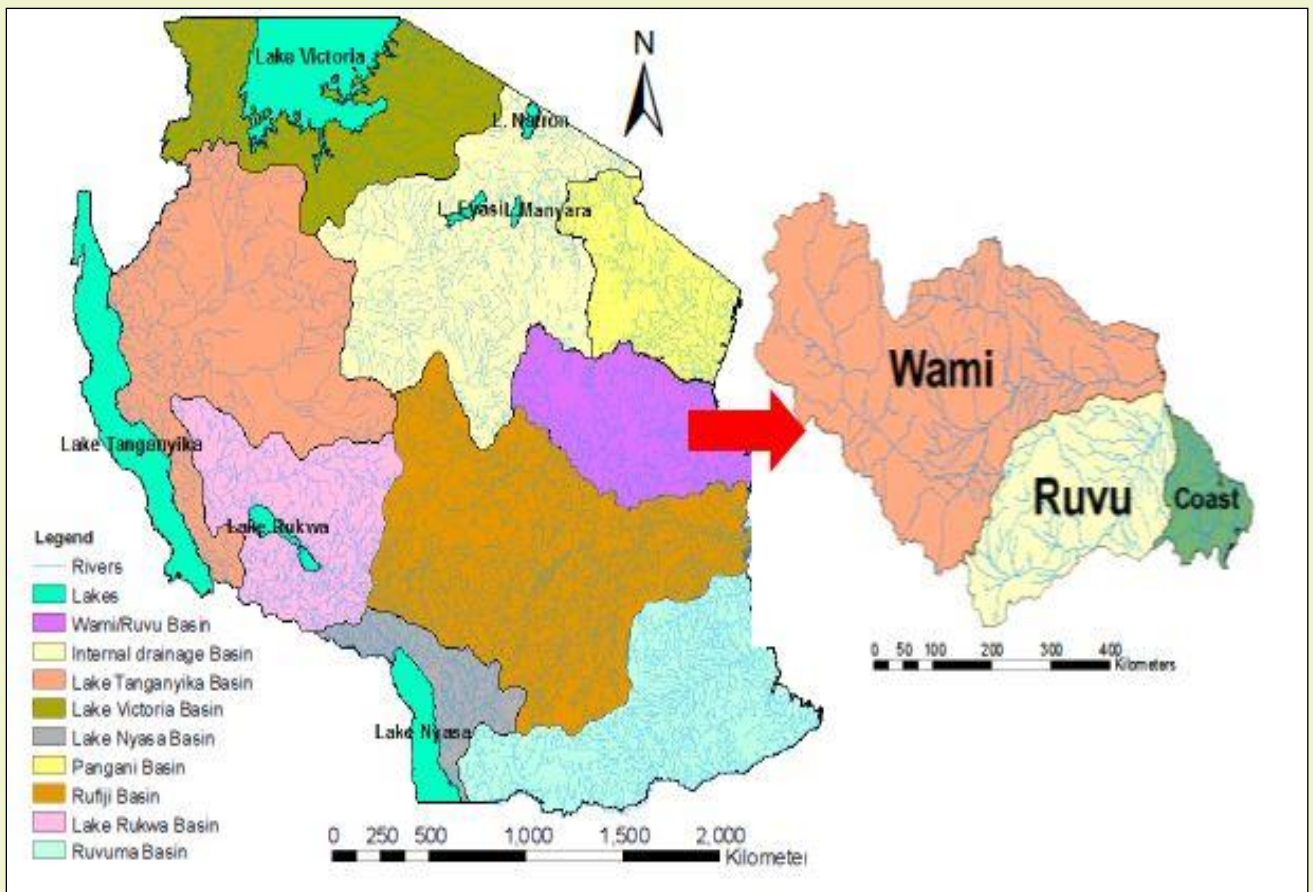 Lake Victoria
N
L. Natron
L. Eyasi
L. Manyara
Wami
Ruvu
Coast
Lake Tanganyika
Lake Rukwa
Lake Nyasa
Legend
Rivers
Lakes
Wami/Ruvu Basin
Internal drainage Basin
Lake Tanganyika Basin
Lake Victoria Basin
Lake Nyasa Basin
Pangani Basin
Rufiji Basin
Lake Rukwa Basin
Ruvuma Basin
0 50 100 200 300 400
Kilometers
0 250 500 1,000 1,500 2,000
Kilometer